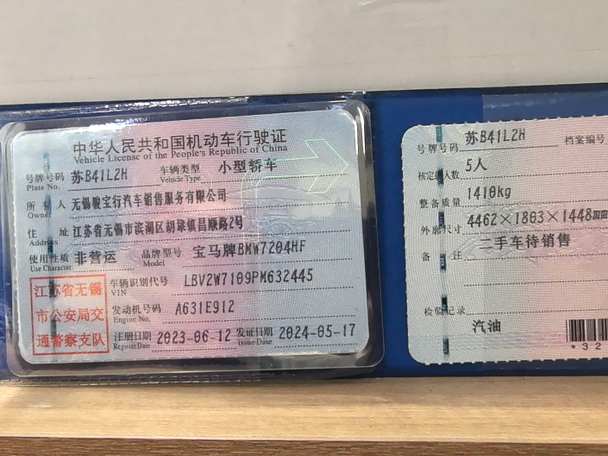 中华人民共和国机动车行驶证
Vehicle License of the People's Republic of China
号牌号码 苏B41L2H 车辆类型 小型轿车
Plate No. Vehicle Type
所有人 无锡骏宝行汽车销售服务有限公司
Owner
住址 江苏省无锡市滨湖区胡埭镇昌顺路2号
Address
使用性质 非营运 品牌型号 宝马牌BMW7204HF
Use Character Model
江苏省无锡
市公安局交
通警察支队
车辆识别代号 LBV2W7109PM632445
VIN
发动机号码 A631E912
Engine No.
注册日期 2023-06-12 发证日期 2024-05-17
Register Date Issue Date
号牌号码 苏B41L2H 档案编号
核定载人数 5人
整备质量 1410kg
外廓尺寸 4462×1803×1448
备注 二手车待销售
检验记录
汽油
*32